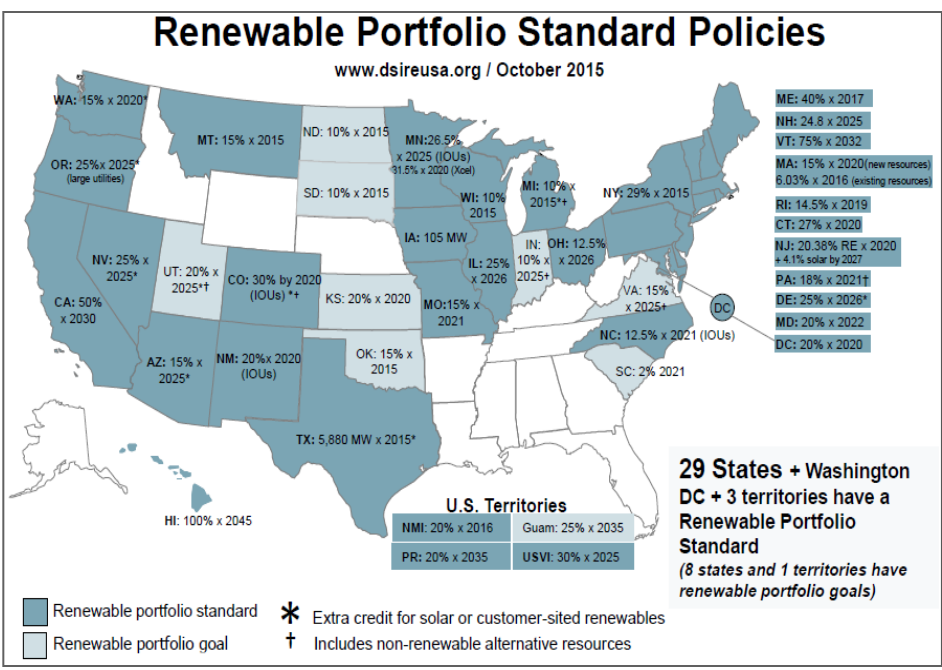 Renewable Portfolio Standard Policies
www.dsireusa.org / October 2015
WA: 15% x 2020*
OR: 25%x 2025*
(large utilities)
CA: 50%
x 2030
NV: 25% x
2025*
MT: 15% x 2015
UT: 20% x
2025*†
AZ: 15% x
2025*
CO: 30% by 2020
(IOUs) *†
NM: 20%x 2020
(IOUs)
ND: 10% x 2015
SD: 10% x 2015
KS: 20% x 2020
OK: 15% x
2015
TX: 5,880 MW x 2015*
MN:26.5%
x 2025 (IOUs)
31.5% x 2020 (Xcel)
IA: 105 MW
MO:15% x
2021
WI: 10%
2015
IL: 25%
x 2026
MI: 10% x
2015*†
IN:
10% x
2025†
OH: 12.5%
x 2026
NY: 29% x 2015
VA: 15%
x 2025†
NC: 12.5% x 2021 (IOUs)
SC: 2% 2021
DC
HI: 100% x 2045
ME: 40% x 2017
NH: 24.8 x 2025
VT: 75% x 2032
MA: 15% x 2020(new resources)
6.03% x 2016 (existing resources)
RI: 14.5% x 2019
CT: 27% x 2020
NJ: 20.38% RE x 2020
+ 4.1% solar by 2027
PA: 18% x 2021†
DE: 25% x 2026*
MD: 20% x 2022
DC: 20% x 2020
29 States + Washington
DC + 3 territories have a
Renewable Portfolio
Standard
(8 states and 1 territories have
renewable portfolio goals)
U.S. Territories
NMI: 20% x 2016
Guam: 25% x 2035
PR: 20% x 2035
USVI: 30% x 2025
Renewable portfolio standard
Renewable portfolio goal
* Extra credit for solar or customer-sited renewables
† Includes non-renewable alternative resources